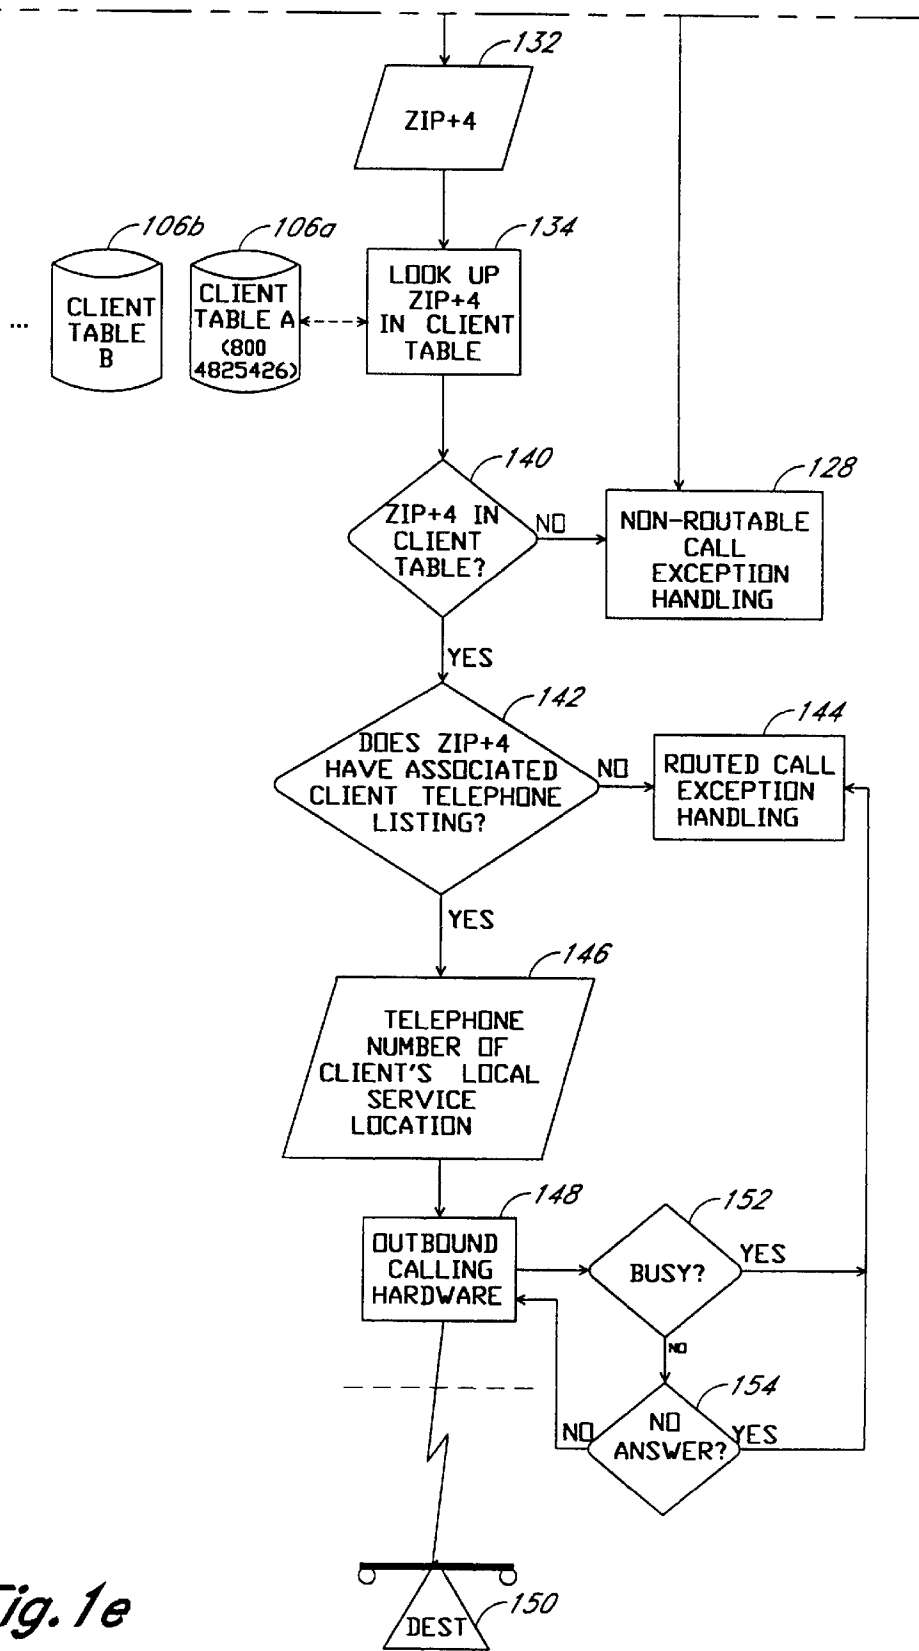 132
ZIP+4
106b
106a
134
CLIENT
TABLE
B
CLIENT
TABLE A
(800
4825426)
LOOK UP
ZIP+4
IN CLIENT
TABLE
...
140
ZIP+4 IN
CLIENT
TABLE?
NO
128
NON-ROUTABLE
CALL
EXCEPTION
HANDLING
YES
142
DOES ZIP+4
HAVE ASSOCIATED
CLIENT TELEPHONE
LISTING?
NO
144
ROUTED CALL
EXCEPTION
HANDLING
YES
146
TELEPHONE
NUMBER OF
CLIENT'S LOCAL
SERVICE
LOCATION
148
OUTBOUND
CALLING
HARDWARE
152
BUSY?
YES
NO
154
NO
ANSWER?
NO
YES
150
DEST
Fig. 1e